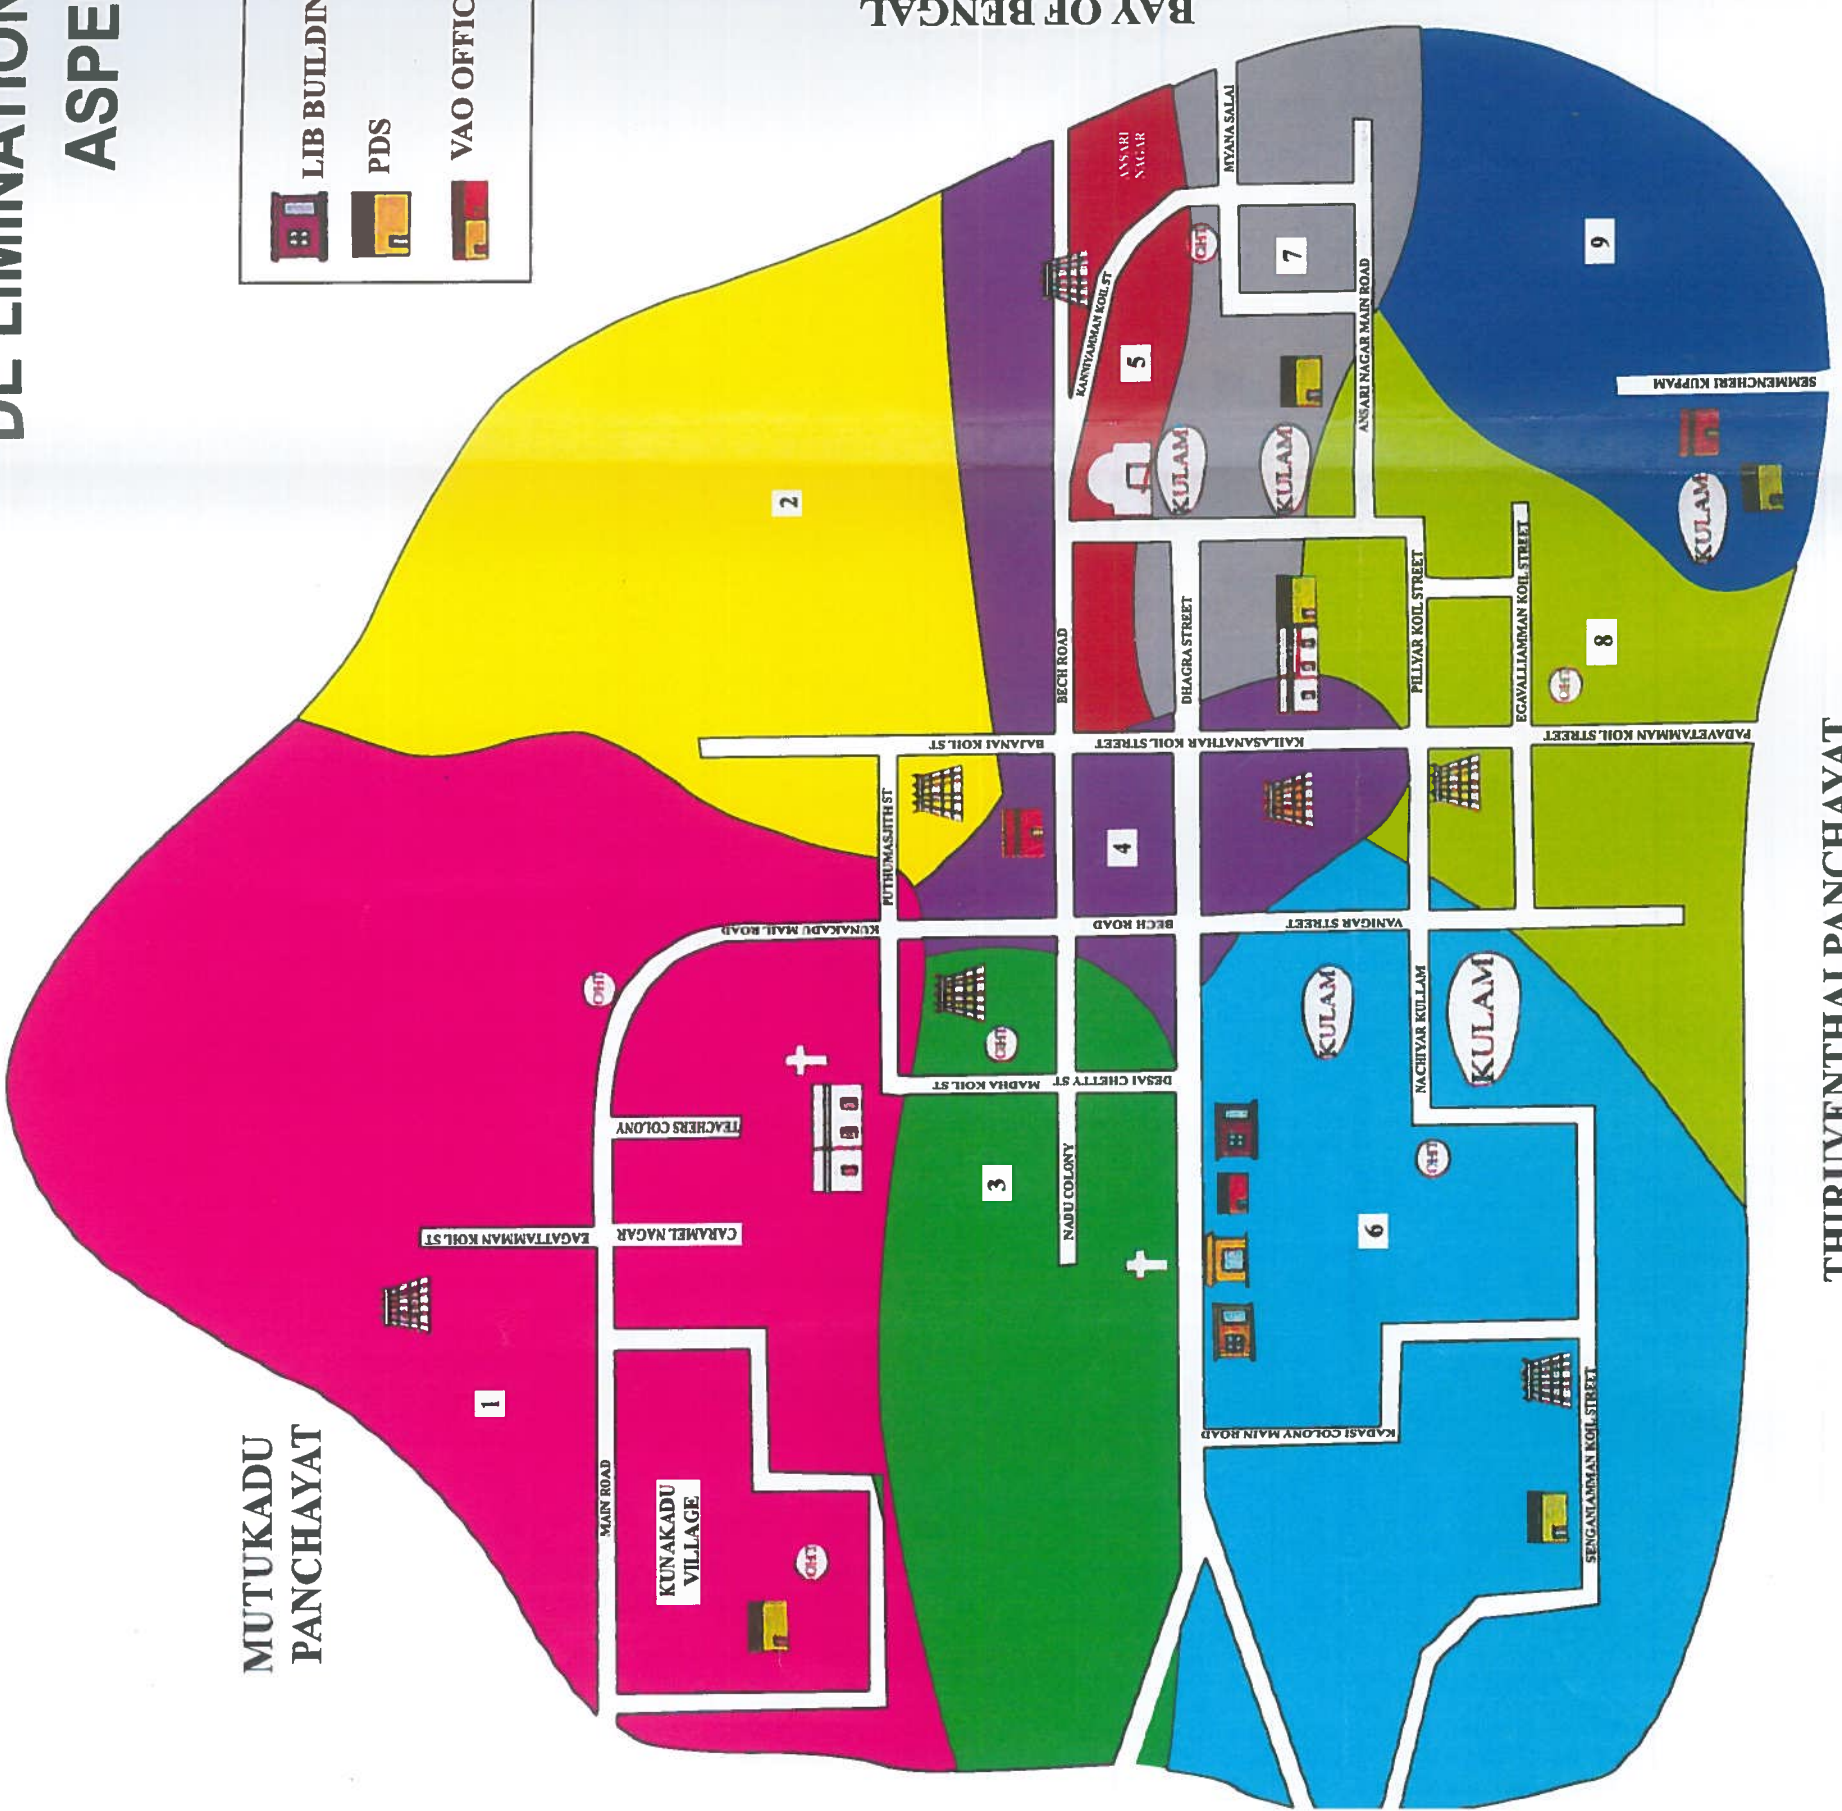 DE LIMINATION
ASPE
LIB BUILDIN
PDS
VAO OFFIC
BAY OF BENGAL
MUTUKADU
PANCHAYAT
THIRUVENTHAI PANCHAYAT
1
MAIN ROAD
KUNAKADU
VILLAGE
OHT
EAGATTAMMAN KOIL ST
CARAMEL NAGAR
TEACHERS COLONY
OHT
KUNAKADU MAIL ROAD
PUTHUMASJITH ST
2
BAJANAI KOIL ST
3
OHT
MADHA KOIL ST
DESAI CHETTY ST
NADU COLONY
4
BECH ROAD
BECH ROAD
KAILASANATHAR KOIL STREET
DHAGRA STREET
5
ANSARI
NAGAR
KANNIYAMMAN KOIL ST
MYANA SALAI
OHT
7
KULAM
KULAM
ANSARI NAGAR MAIN ROAD
6
VANIGAR STREET
KULAM
NACHIYAR KULLAM
KULAM
OHT
KADASI COLONY MAIN ROAD
SENGANIAMMAN KOIL STREET
8
PILLYAR KOIL STREET
EGAVALLIAMMAN KOIL STREET
OHT
PADAVETAMMAN KOIL STREET
9
SEMMENCHERI KUPPAM
KULAM